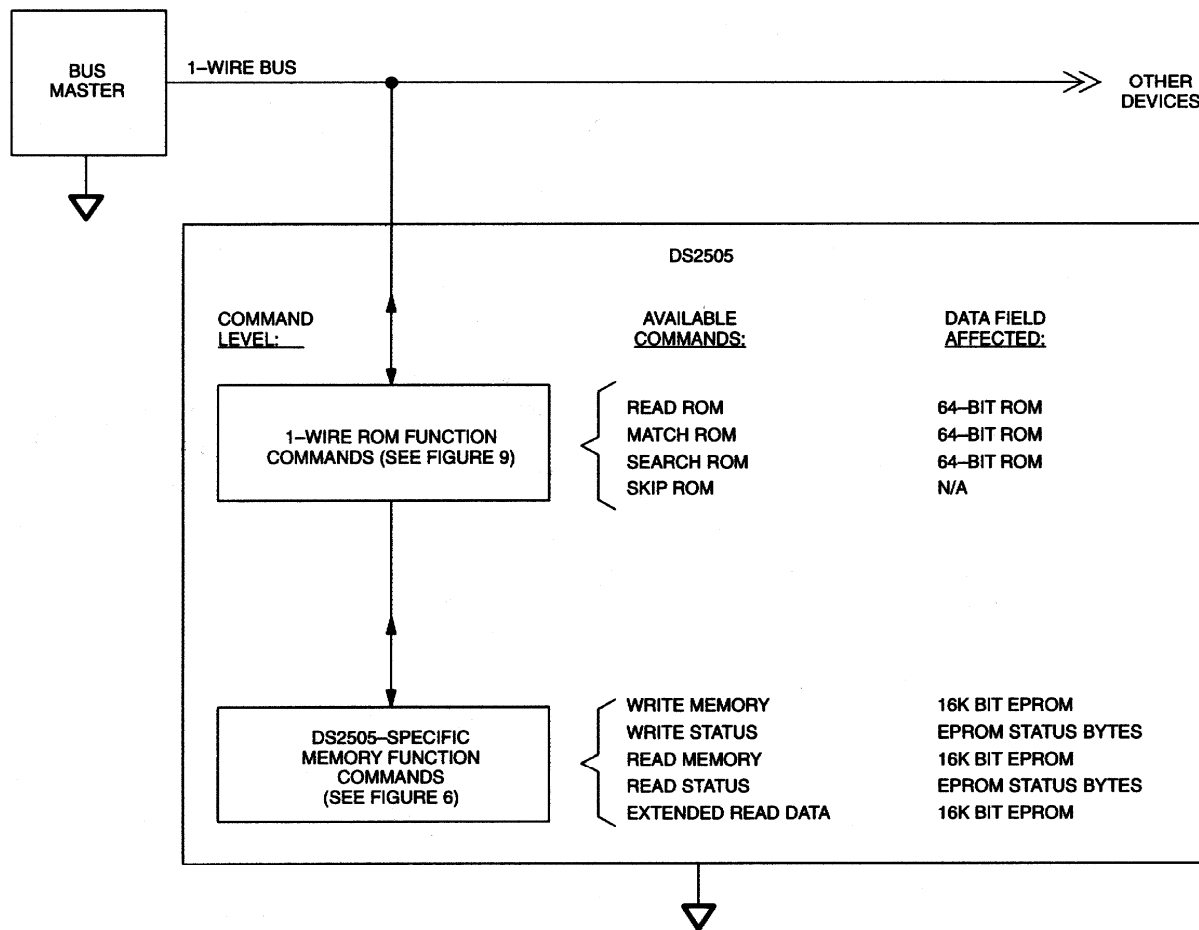 BUS
MASTER
1–WIRE BUS
OTHER
DEVICES
DS2505
COMMAND
LEVEL:
AVAILABLE
COMMANDS:
DATA FIELD
AFFECTED:
1–WIRE ROM FUNCTION
COMMANDS (SEE FIGURE 9)
READ ROM 64–BIT ROM
MATCH ROM 64–BIT ROM
SEARCH ROM 64–BIT ROM
SKIP ROM N/A
DS2505–SPECIFIC
MEMORY FUNCTION
COMMANDS
(SEE FIGURE 6)
WRITE MEMORY 16K BIT EPROM
WRITE STATUS EPROM STATUS BYTES
READ MEMORY 16K BIT EPROM
READ STATUS EPROM STATUS BYTES
EXTENDED READ DATA 16K BIT EPROM